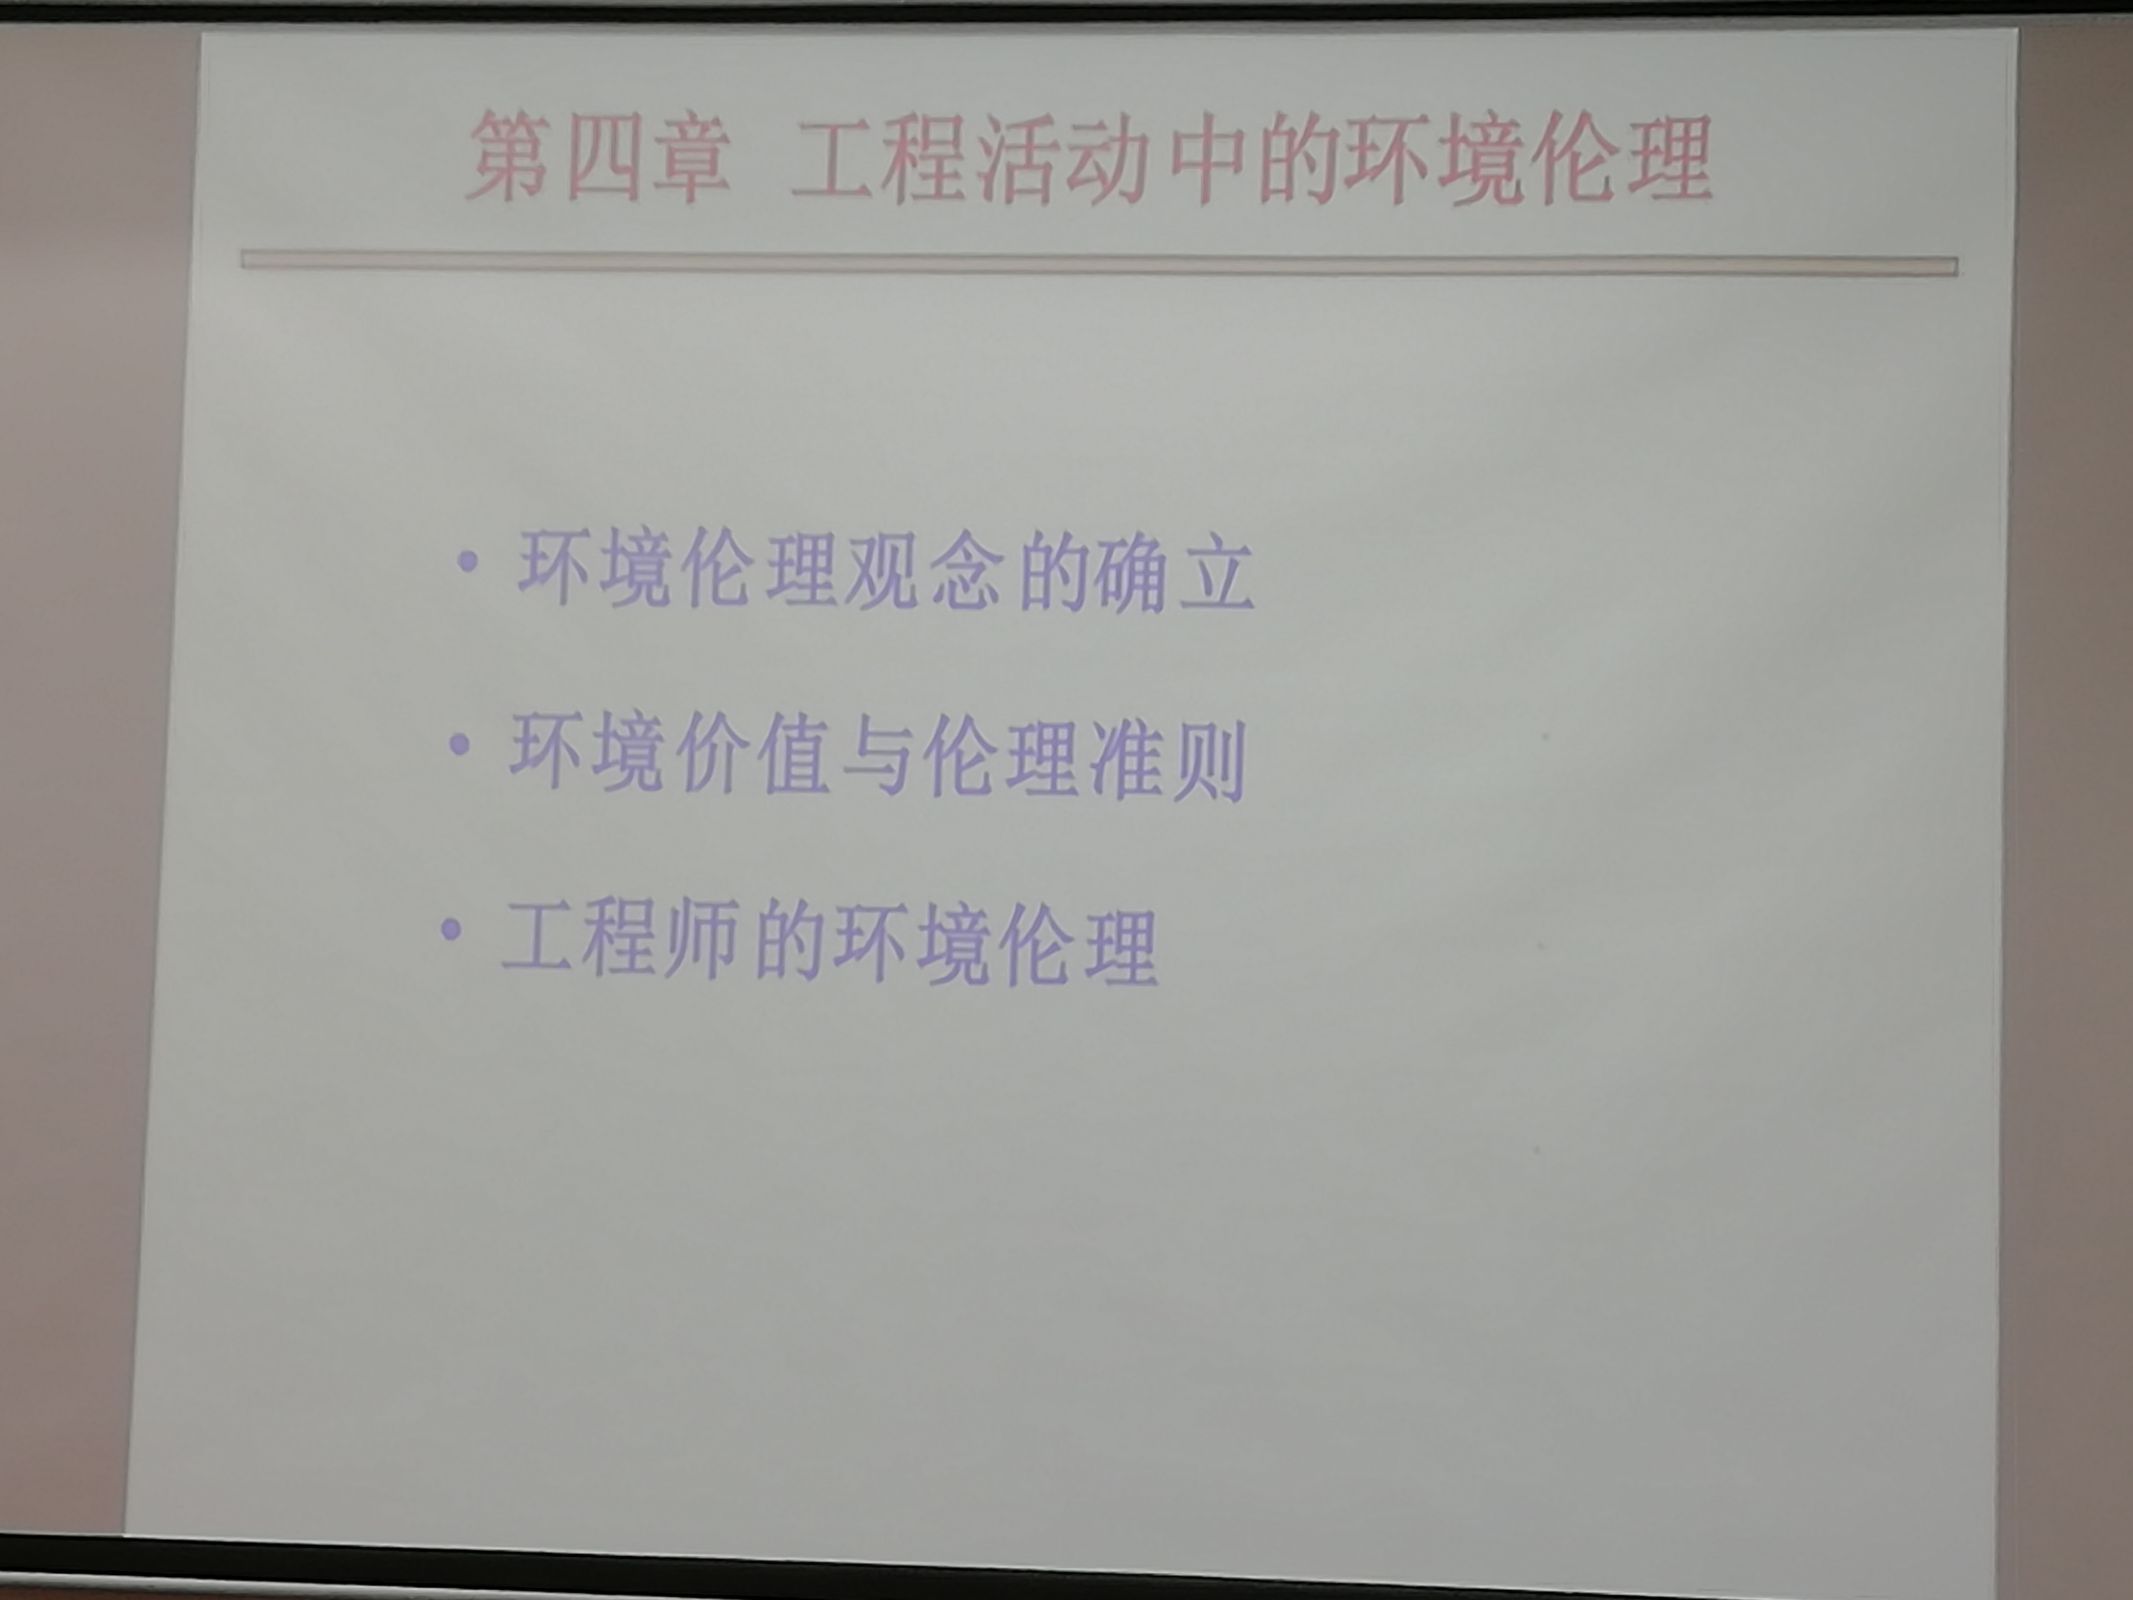 第四章 工程活动中的环境伦理
• 环境伦理观念的确立
• 环境价值与伦理准则
• 工程师的环境伦理